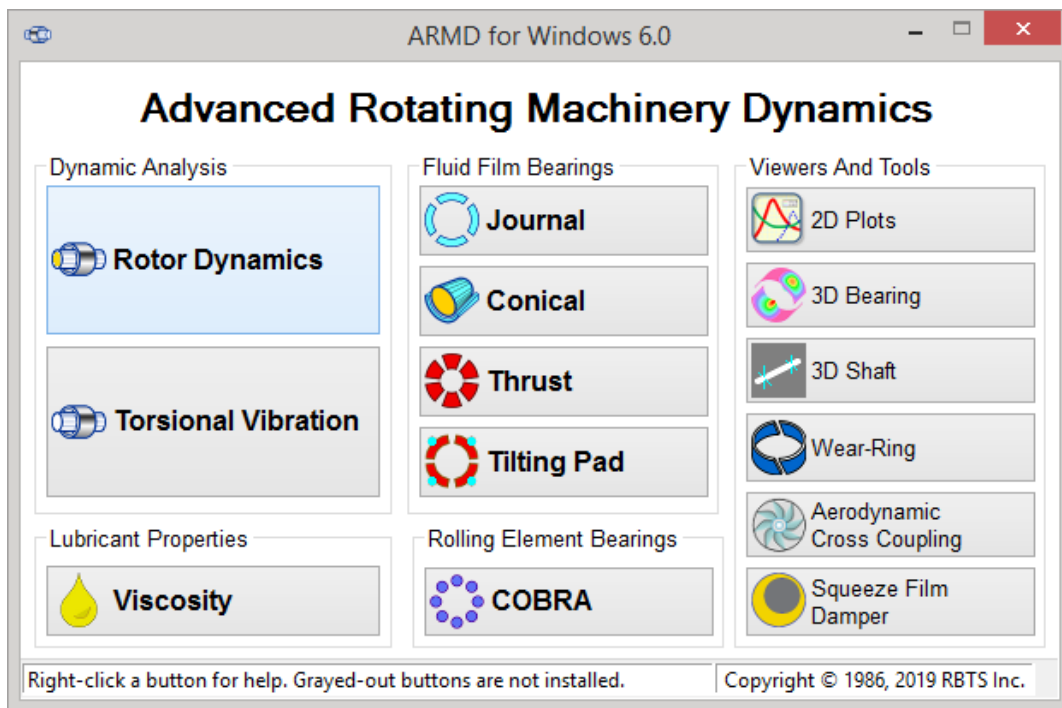 ARMD for Windows 6.0
Advanced Rotating Machinery Dynamics
Dynamic Analysis
Rotor Dynamics
Torsional Vibration
Lubricant Properties
Viscosity
Fluid Film Bearings
Journal
Conical
Thrust
Tilting Pad
Rolling Element Bearings
COBRA
Viewers And Tools
2D Plots
3D Bearing
3D Shaft
Wear-Ring
Aerodynamic
Cross Coupling
Squeeze Film
Damper
Right-click a button for help. Grayed-out buttons are not installed.
Copyright © 1986, 2019 RBTS Inc.